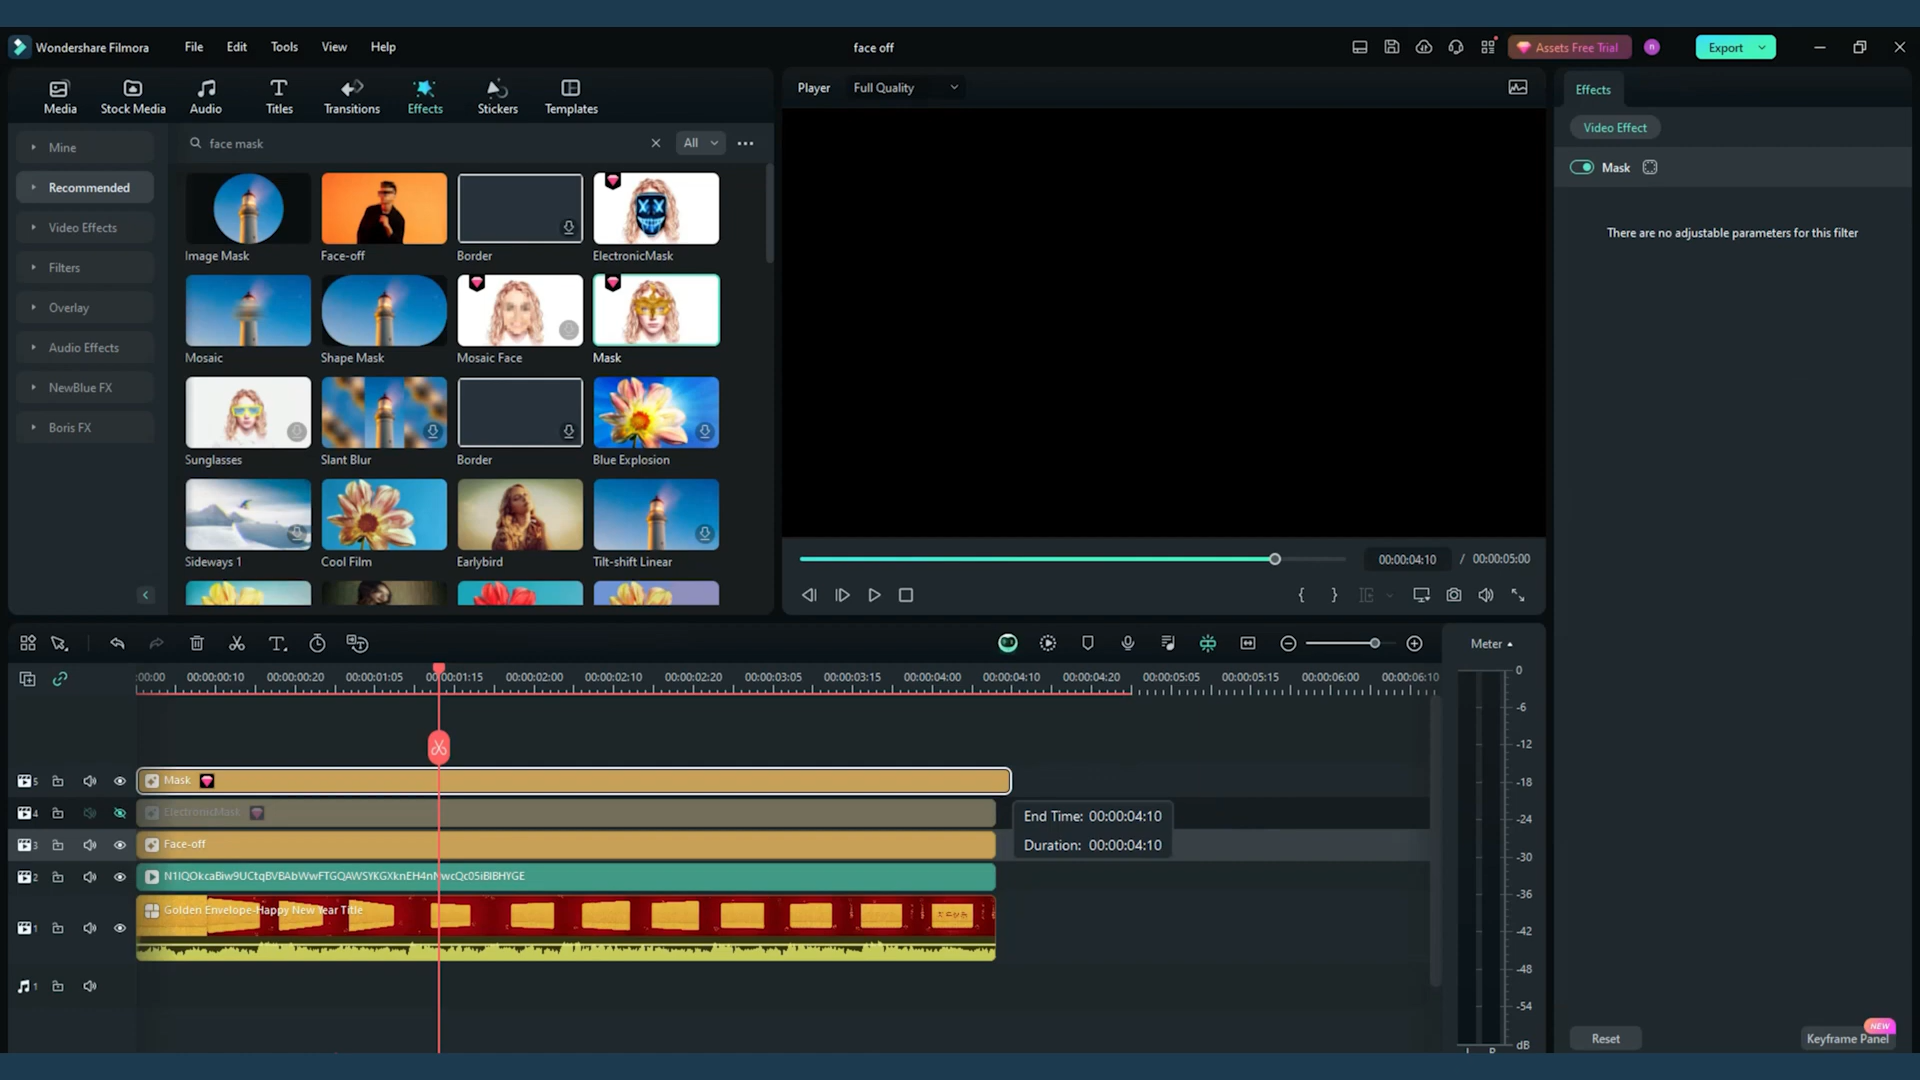 Wondershare Filmora
File
Edit
Tools
View
Help
face off
Assets Free Trial
n
Export
Media
Stock Media
Audio
Titles
Transitions
Effects
Stickers
Templates
Player
Full Quality
Effects
Video Effect
Mask
There are no adjustable parameters for this filter
Mine
Recommended
Video Effects
Filters
Overlay
Audio Effects
NewBlue FX
Boris FX
face mask
All
Image Mask
Face-off
Border
ElectronicMask
Mosaic
Shape Mask
Mosaic Face
Mask
Sunglasses
Slant Blur
Border
Blue Explosion
Sideways 1
Cool Film
Earlybird
Tilt-shift Linear
00:00:04:10 / 00:00:05:00
Meter
:00:00
00:00:00:10
00:00:00:20
00:00:01:05
00:00:01:15
00:00:02:00
00:00:02:10
00:00:02:20
00:00:03:05
00:00:03:15
00:00:04:00
00:00:04:10
00:00:04:20
00:00:05:05
00:00:05:15
00:00:06:00
00:00:06:10
5
Mask
4
ElectronicMask
End Time: 00:00:04:10
Duration: 00:00:04:10
3
Face-off
2
1
Golden Envelope-Happy New Year Title
1
0
-6
-12
-18
-24
-30
-36
-42
-48
-54
dB
Reset
NEW
Keyframe Panel